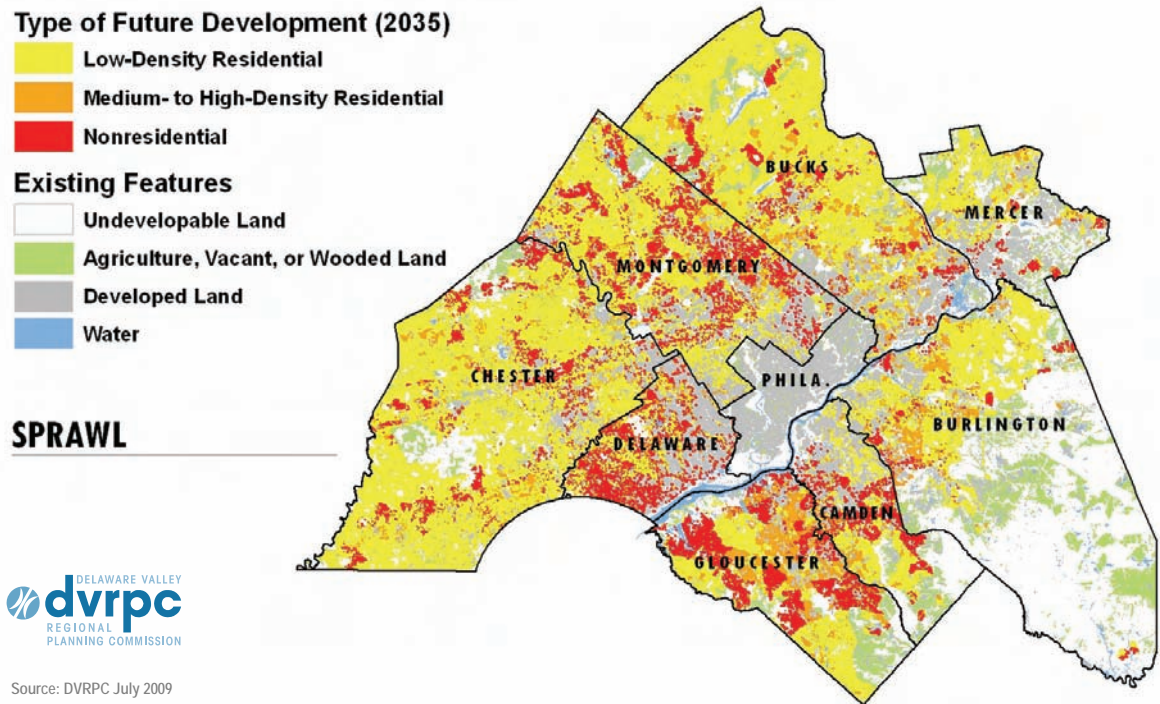 Type of Future Development (2035)
Low-Density Residential
Medium- to High-Density Residential
Nonresidential
Existing Features
Undevelopable Land
Agriculture, Vacant, or Wooded Land
Developed Land
Water
SPRAWL
BUCKS
MERCER
MONTGOMERY
CHESTER
PHILA.
DELAWARE
BURLINGTON
CAMDEN
GLOUCESTER
DELAWARE VALLEY
dvrpc
REGIONAL
PLANNING COMMISSION
Source: DVRPC July 2009